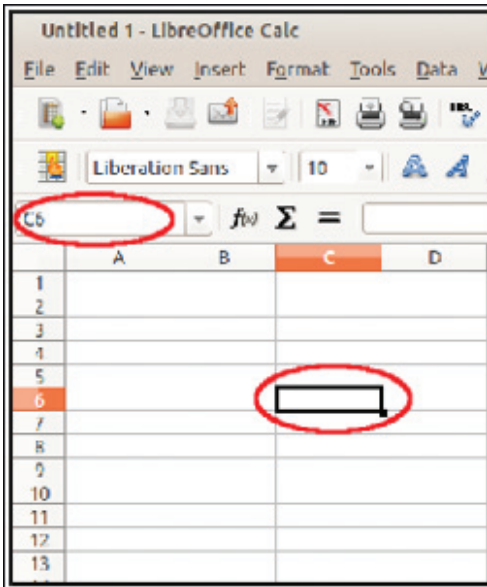 Untitled 1 - LibreOffice Calc
File Edit View Insert Format Tools Data
Liberation Sans 10
C6 f(x) Σ =
A B C D
1
2
3
4
5
6
7
8
9
10
11
12
13